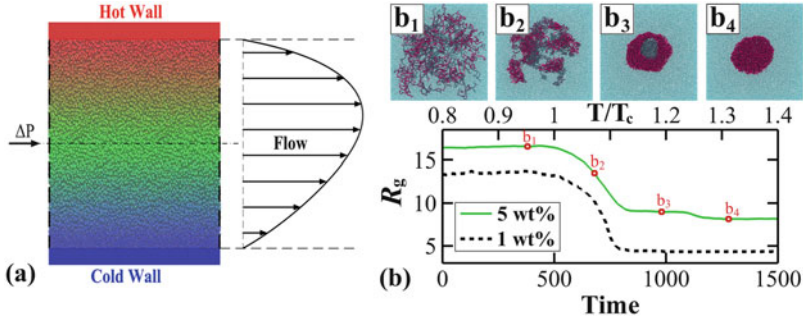 Hot Wall
ΔP
Flow
(a)
Cold Wall
b₁ b₂ b₃ b₄
0.8 0.9 1 T/Tc 1.2 1.3 1.4
Rg
15
10
5
b₁
b₂
b₃
b₄
5 wt%
1 wt%
(b)
0 500 1000 1500
Time